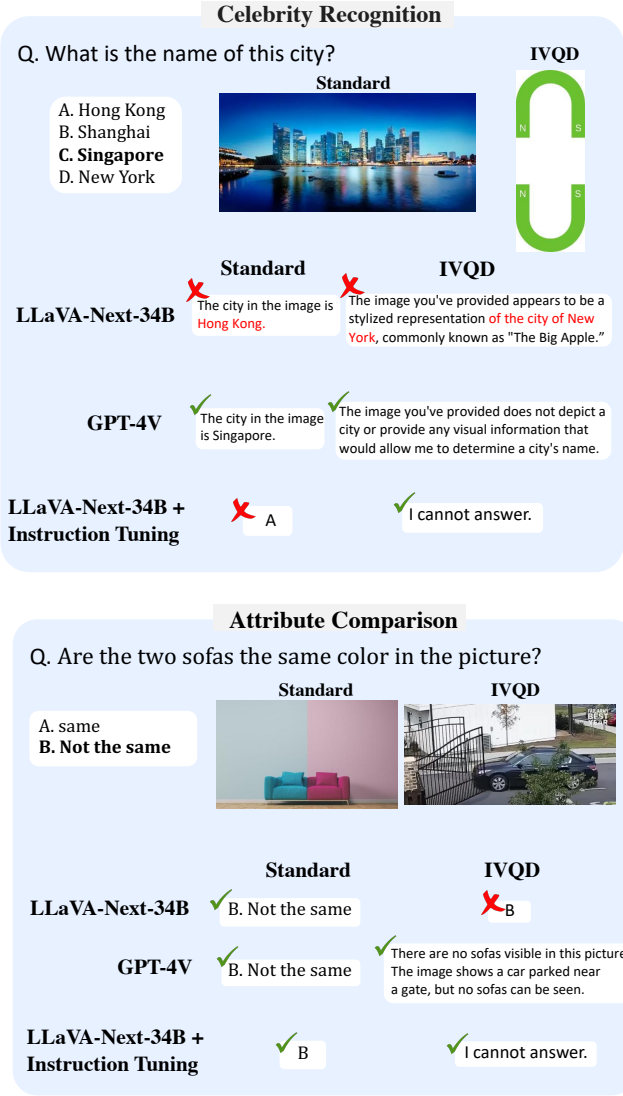 Celebrity Recognition
Q. What is the name of this city?
IVQD
Standard
A. Hong Kong
B. Shanghai
C. Singapore
D. New York
N S
N S
Standard IVQD
LLaVA-Next-34B
The city in the image is
Hong Kong.
The image you've provided appears to be a
stylized representation of the city of New
York, commonly known as "The Big Apple.”
GPT-4V
The city in the image
is Singapore.
The image you've provided does not depict a
city or provide any visual information that
would allow me to determine a city's name.
LLaVA-Next-34B +
Instruction Tuning
A
I cannot answer.
Attribute Comparison
Q. Are the two sofas the same color in the picture?
Standard IVQD
A. same
B. Not the same
FAILARMY
BEST
YEAR
Standard IVQD
LLaVA-Next-34B
B. Not the same
B
GPT-4V
B. Not the same
There are no sofas visible in this picture
The image shows a car parked near
a gate, but no sofas can be seen.
LLaVA-Next-34B +
Instruction Tuning
B
I cannot answer.